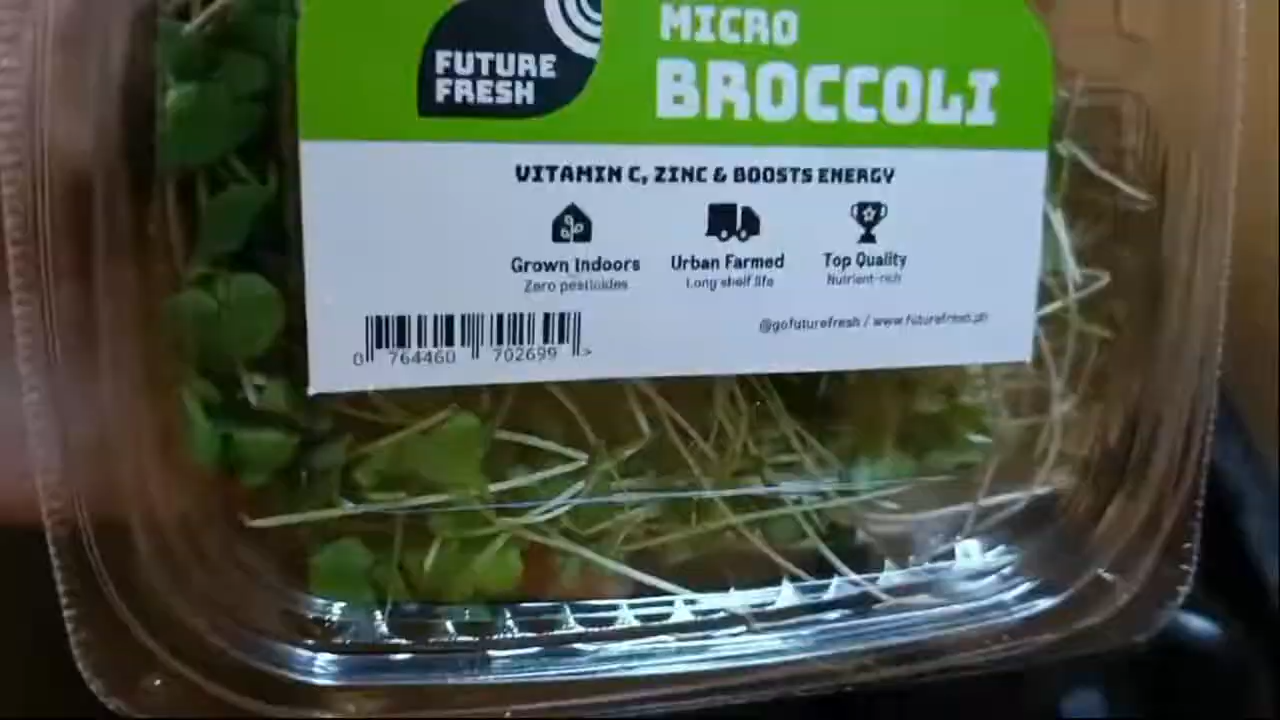 FUTURE
FRESH
MICRO
BROCCOLI
VITAMIN C, ZINC & BOOSTS ENERGY
Grown Indoors
Zero pesticides
Urban Farmed
Long shelf life
Top Quality
Nutrient-rich
@gofuturefresh / www.futurefresh.ph
0 764460 702699 >